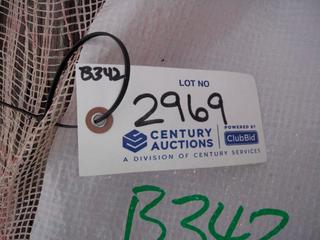 B342
LOT NO
2969
CENTURY
AUCTIONS
POWERED BY
ClubBid
A DIVISION OF CENTURY SERVICES
B342